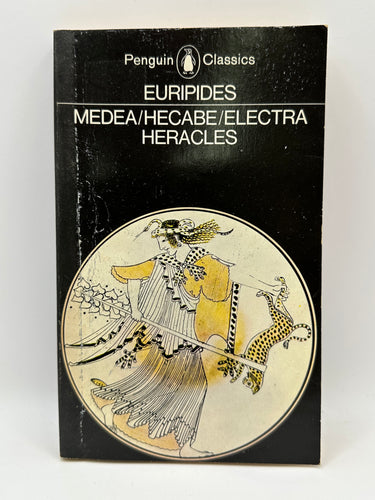 Penguin Classics
EURIPIDES
MEDEA/HECABE/ELECTRA
HERACLES